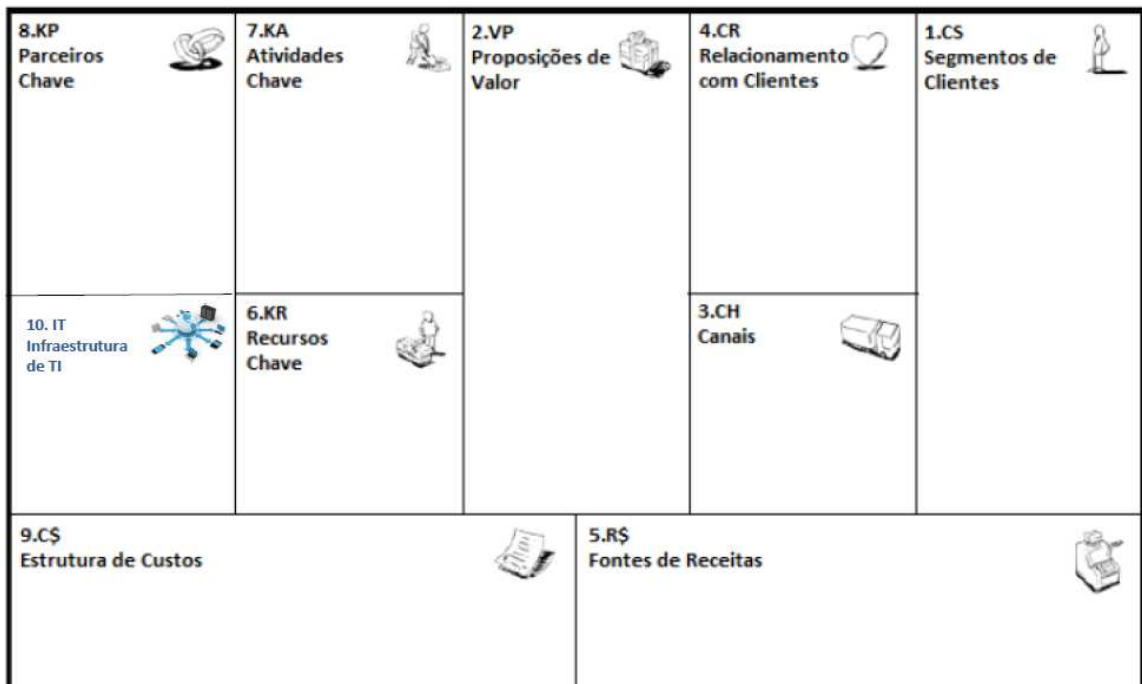 8.KP
Parceiros
Chave
7.KA
Atividades
Chave
2.VP
Proposições de
Valor
4.CR
Relacionamento
com Clientes
1.CS
Segmentos de
Clientes
10. IT
Infraestrutura
de TI
6.KR
Recursos
Chave
3.CH
Canais
9.C$
Estrutura de Custos
5.R$
Fontes de Receitas